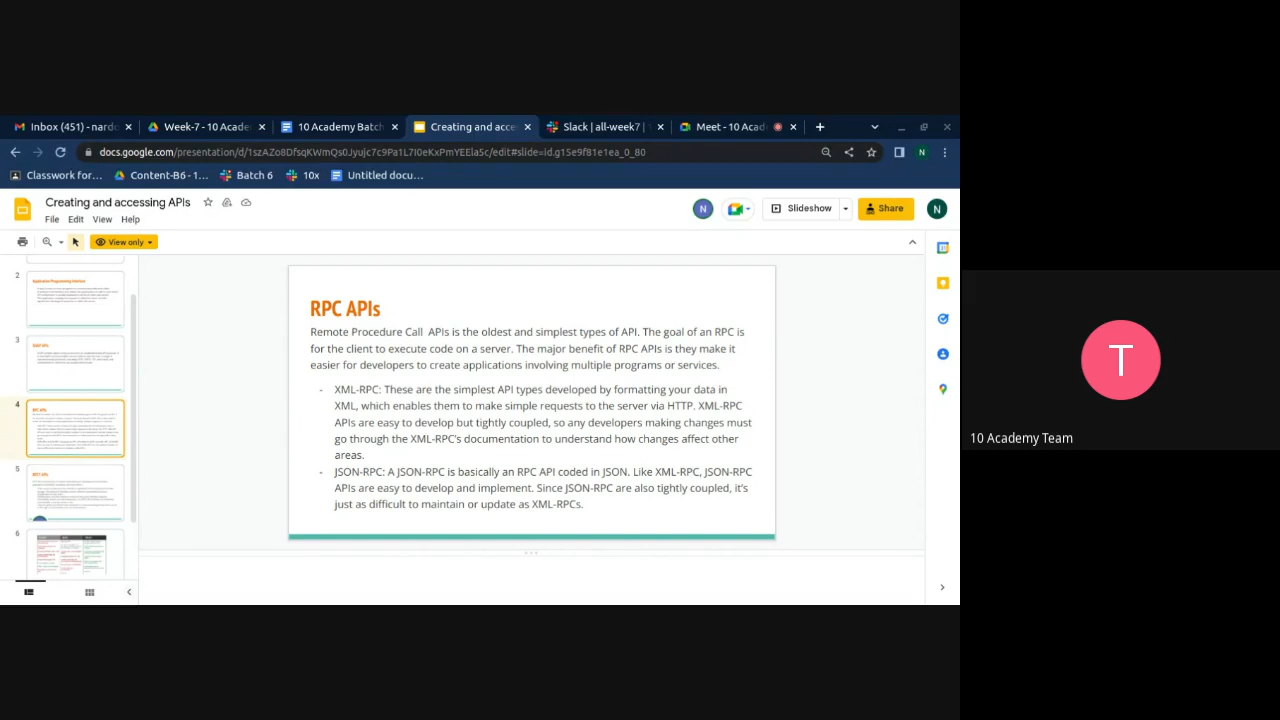 Inbox (451) - nardo
Week-7 - 10 Acade
10 Academy Batch
Creating and acce
Slack | all-week7 |
Meet - 10 Acad
docs.google.com/presentation/d/1szAZo8DfsqKWmQs0Jyujc7c9Pa1L7I0eKxPmYEEla5c/edit#slide=id.g15e9f81e1ea_0_80
N
Classwork for...
Content-B6 - 1...
Batch 6
10x
Untitled docu...
Creating and accessing APIs
File Edit View Help
N
Slideshow
Share
N
View only
2
Application Programming Interface
3
SOAP APIs
4
RPC APIs
5
REST APIs
6
RPC APIs
Remote Procedure Call APIs is the oldest and simplest types of API. The goal of an RPC is
for the client to execute code on a server. The major benefit of RPC APIs is they make it
easier for developers to create applications involving multiple programs or services.
- XML-RPC: These are the simplest API types developed by formatting your data in
XML, which enables them to make simple requests to the server via HTTP. XML-RPC
APIs are easy to develop but tightly coupled, so any developers making changes must
go through the XML-RPC's documentation to understand how changes affect other
areas.
- JSON-RPC: A JSON-RPC is basically an RPC API coded in JSON. Like XML-RPC, JSON-RPC
APIs are easy to develop and implement. Since JSON-RPC are also tightly coupled, it's
just as difficult to maintain or update as XML-RPCs.
T
10 Academy Team